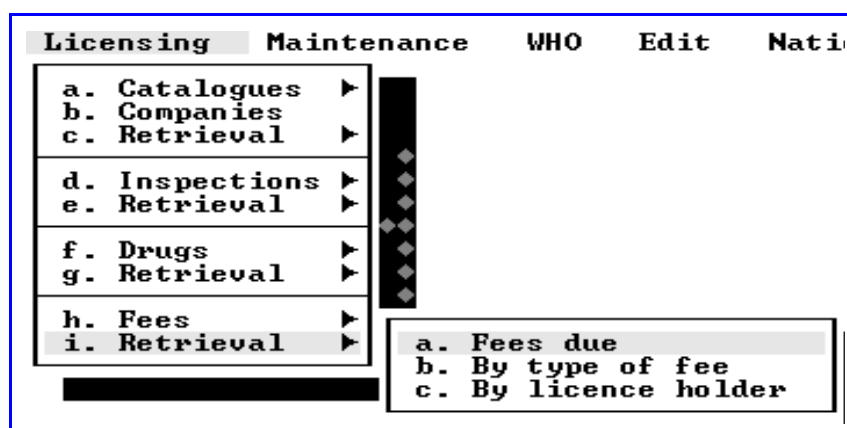 Licensing Maintenance WHO Edit Nati
a. Catalogues
b. Companies
c. Retrieval
d. Inspections
e. Retrieval
f. Drugs
g. Retrieval
h. Fees
i. Retrieval
a. Fees due
b. By type of fee
c. By licence holder